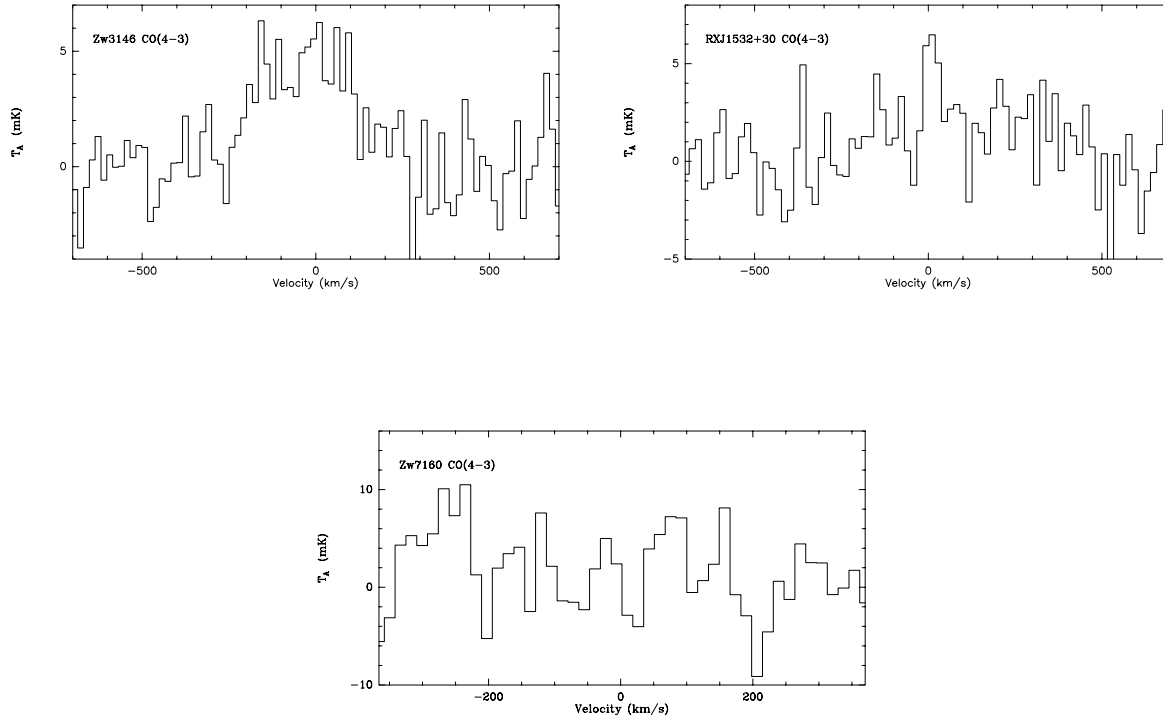 Zw3146 CO(4-3)
5
0
T_A (mK)
-500
0
500
Velocity (km/s)
RXJ1532+30 CO(4-3)
5
0
-5
T_A (mK)
-500
0
500
Velocity (km/s)
Zw7160 CO(4-3)
10
0
-10
T_A (mK)
-200
0
200
Velocity (km/s)